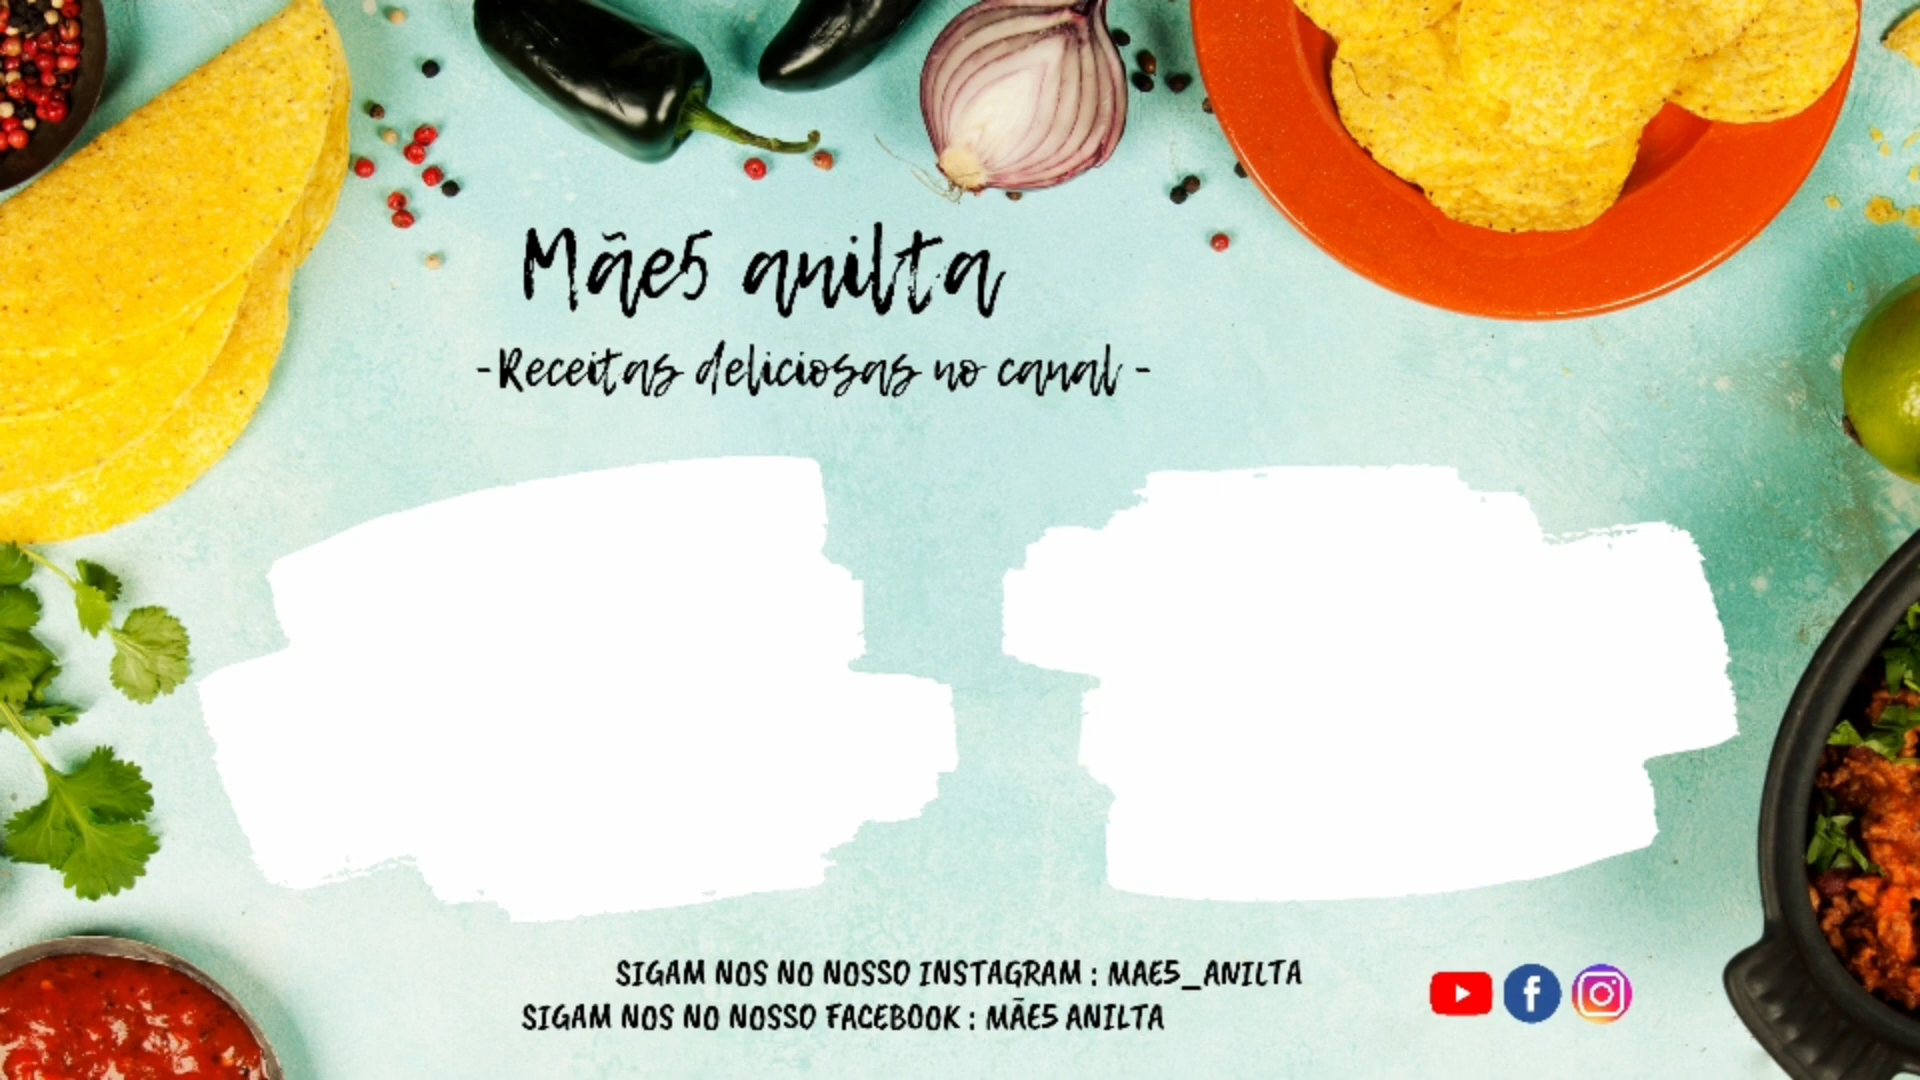 Mãe5 anilta
-Receitas deliciosas no canal -
SIGAM NOS NO NOSSO INSTAGRAM : MAE5_ANILTA
SIGAM NOS NO NOSSO FACEBOOK : MÃE5 ANILTA